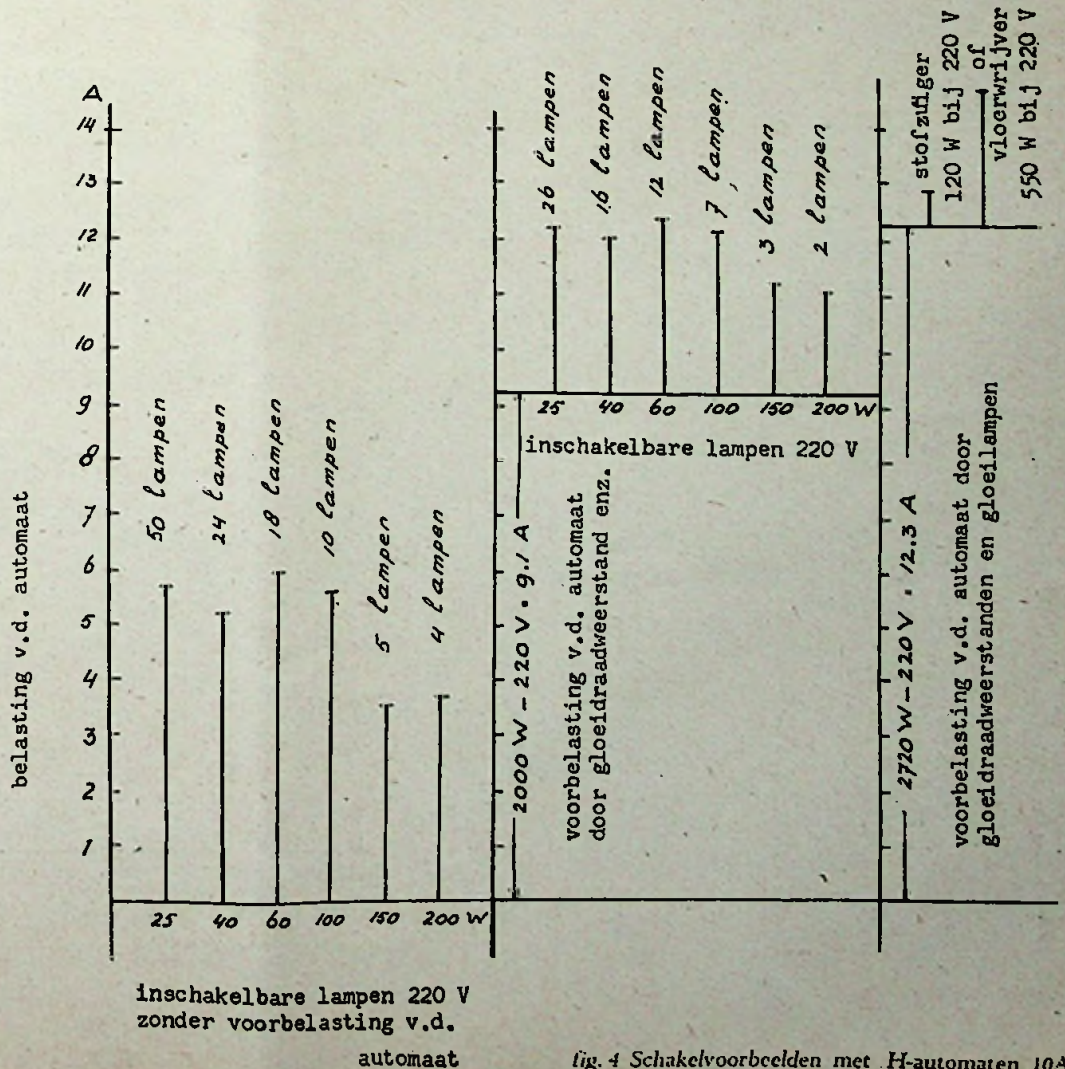 A
14
13
12
11
10
9
8
7
6
5
4
3
2
1
belasting v.d. automaat
50 lampen
24 lampen
18 lampen
10 lampen
5 lampen
4 lampen
25 40 60 100 150 200 W
inschakelbare lampen 220 V
zonder voorbelasting v.d.
automaat
26 lampen
16 lampen
12 lampen
7, lampen
3 lampen
2 lampen
25 40 60 100 150 200 W
inschakelbare lampen 220 V
2000 W - 220 V . 9.1 A
voorbelasting v.d. automaat
door gloeidraadweerstand enz.
stofzuiger
120 W bij 220 V
of
vloerwrijver
550 W bij 220 V
2720 W - 220 V . 12.3 A
voorbelasting v.d. automaat door
gloeidraadweerstanden en gloeilampen
fig. 4 Schakelvoorbeelden met H-automaten 10A